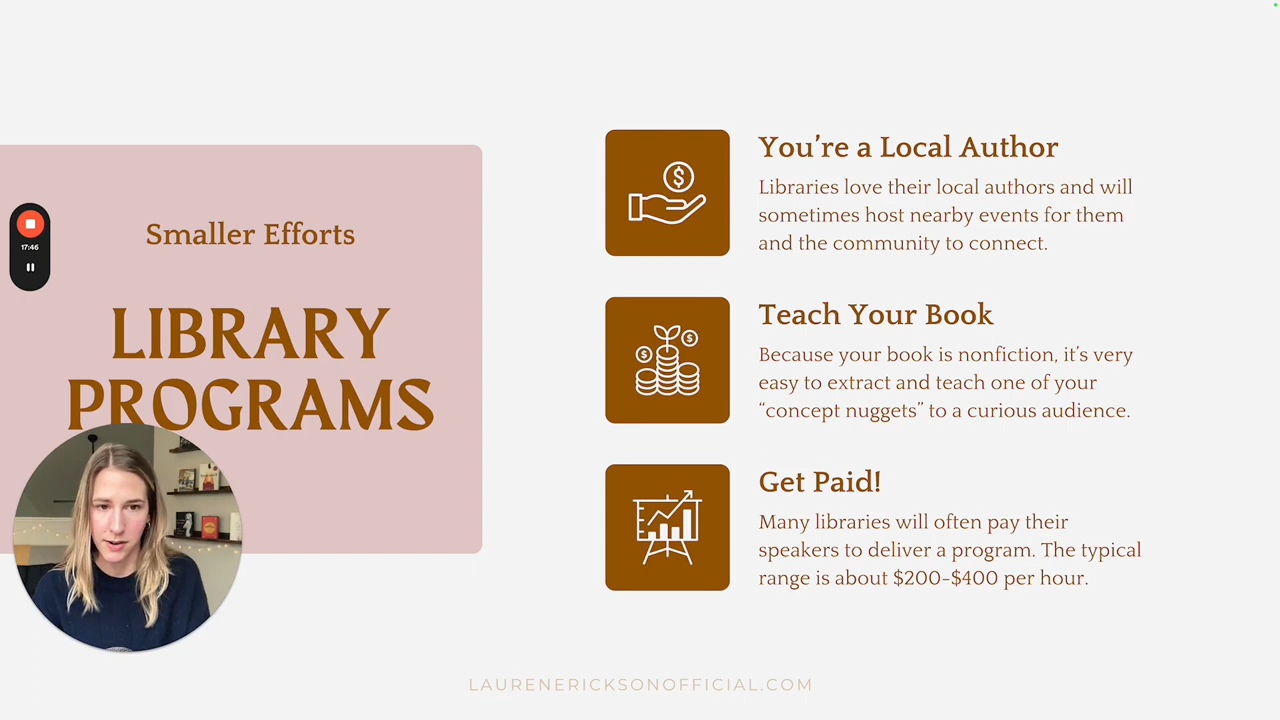 Smaller Efforts
LIBRARY
PROGRAMS
17:46
You’re a Local Author
Libraries love their local authors and will
sometimes host nearby events for them
and the community to connect.
Teach Your Book
Because your book is nonfiction, it’s very
easy to extract and teach one of your
“concept nuggets” to a curious audience.
Get Paid!
Many libraries will often pay their
speakers to deliver a program. The typical
range is about $200-$400 per hour.
LAURENERICKSONOFFICIAL.COM